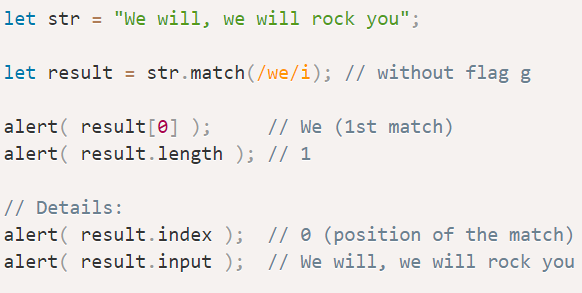 let str = "We will, we will rock you";
let result = str.match(/we/i); // without flag g
alert( result[0] );     // We (1st match)
alert( result.length ); // 1
// Details:
alert( result.index );  // 0 (position of the match)
alert( result.input );  // We will, we will rock you